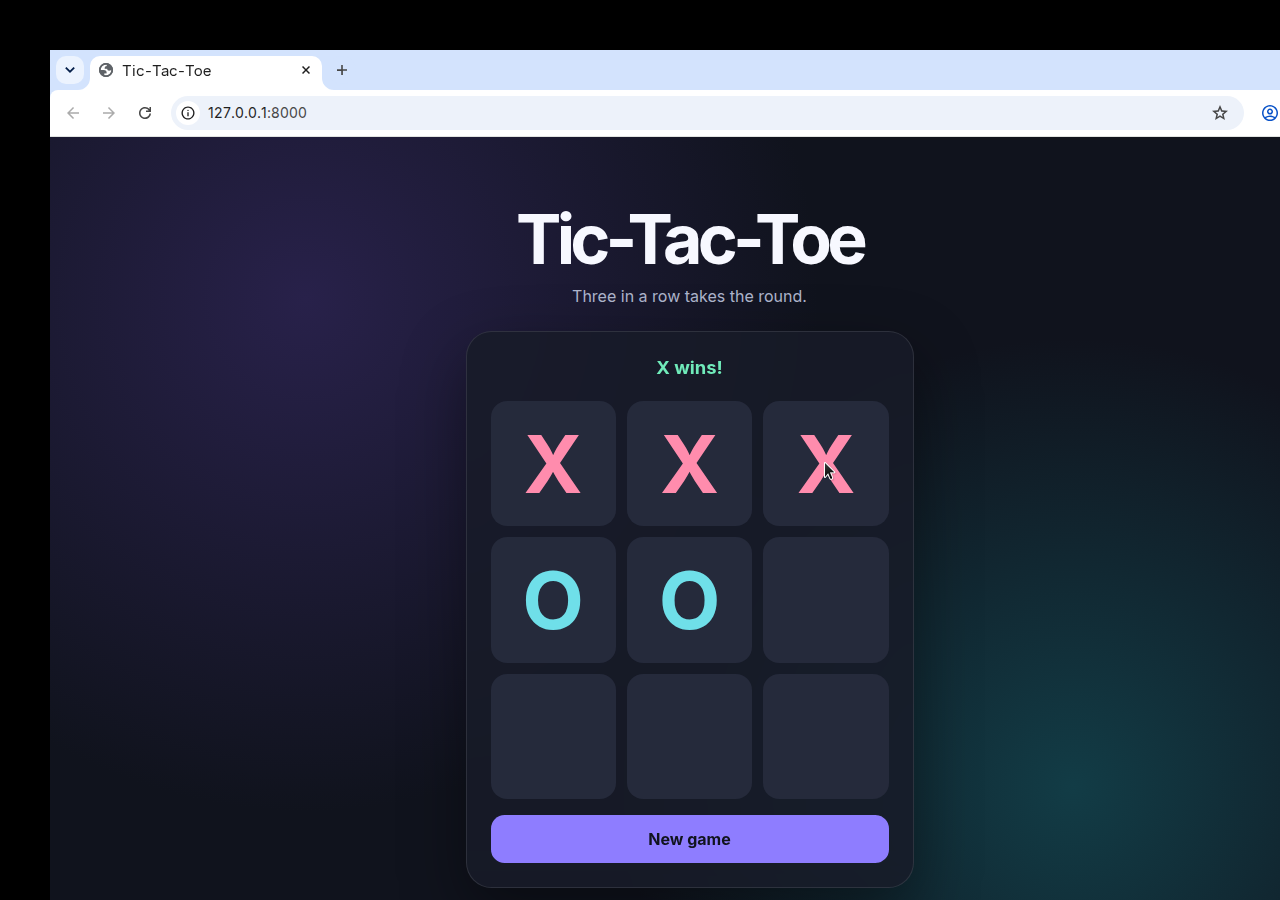 Tic-Tac-Toe
127.0.0.1:8000
Tic-Tac-Toe
Three in a row takes the round.
X wins!
X X X
O O
New game